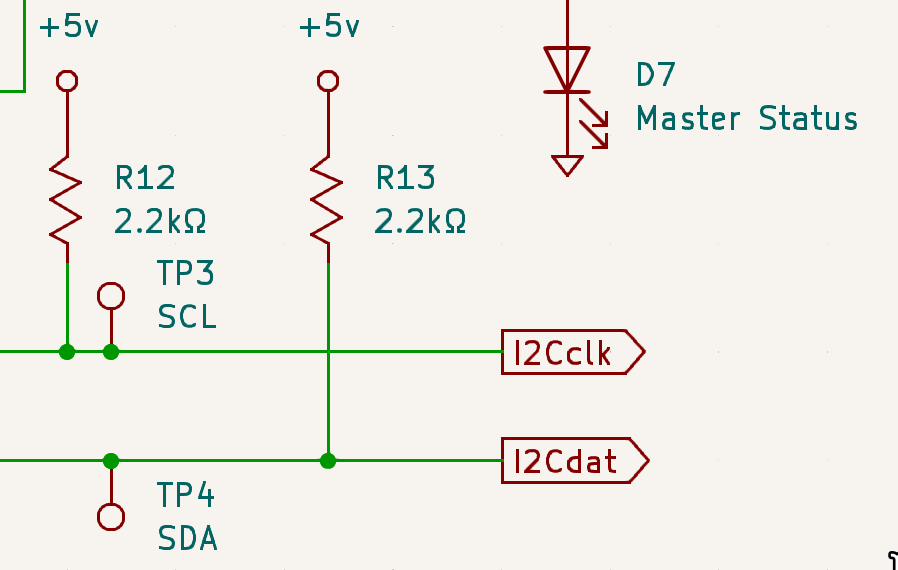 +5v
+5v
D7
Master Status
R12
2.2kΩ
R13
2.2kΩ
TP3
SCL
I2Cclk
I2Cdat
TP4
SDA